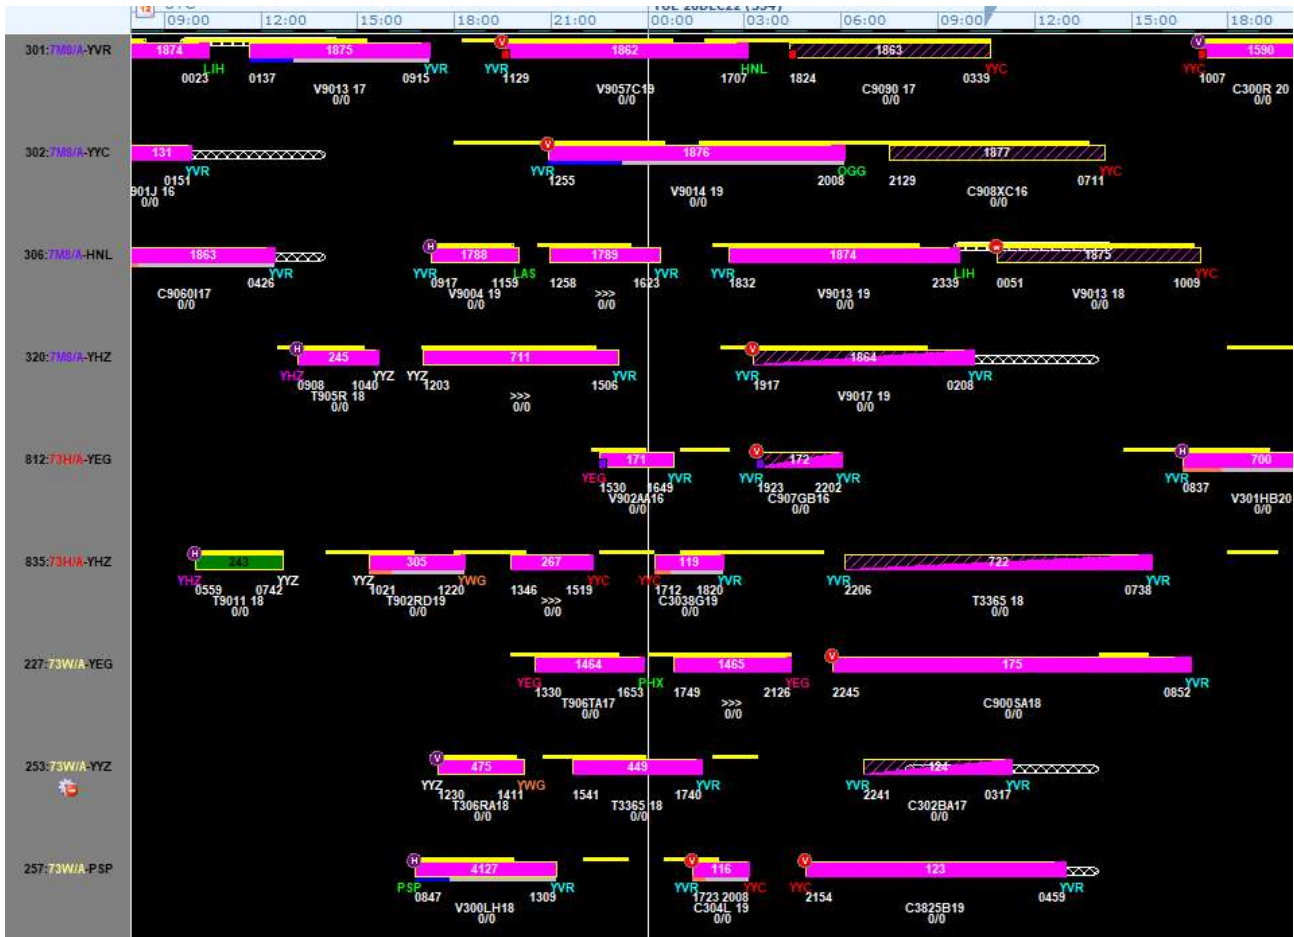 12 UTC TUE 20DEC22 (354)
09:00 12:00 15:00 18:00 21:00 00:00 03:00 06:00 09:00 12:00 15:00 18:00
301:7M8/A-YVR 1874 1875 V 1862 1863 V 1590
LIH YVR YVR HNL YYC YYC
0023 0137 0915 1129 1707 1824 0339 1007
V9013 17 V9057C19 C9090 17 C300R 20
0/0 0/0 0/0 0/0
302:7M8/A-YYC 131 V 1876 1877
YVR YVR OGG YYC
0151 1255 2008 2129 0711
901J 16 V9014 19 C908XC16
0/0 0/0 0/0
306:7M8/A-HNL 1863 H 1788 1789 1874 w 1875
YVR YVR LAS YVR YVR LIH YYC
0426 0917 1159 1258 1623 1832 2339 0051 1009
C9060I17 V9004 19 >>> V9013 19 V9013 18
0/0 0/0 0/0 0/0 0/0
320:7M8/A-YHZ H 245 711 V 1864
YHZ YYZ YYZ YVR YVR YVR
0908 1040 1203 1506 1917 0208
T905R 18 >>> V9017 19
0/0 0/0 0/0
812:73H/A-YEG 171 V 172 H 700
YEG YVR YVR YVR YVR
1530 1649 1923 2202 0837
V902AA16 C907GB16 V301HB20
0/0 0/0 0/0
835:73H/A-YHZ H 243 305 267 119 722
YHZ YYZ YYZ YWG YYC YYC YVR YVR YVR
0559 0742 1021 1220 1346 1519 1712 1820 2206 0738
T9011 18 T902RD19 >>> C3038G19 T3365 18
0/0 0/0 0/0 0/0 0/0
227:73W/A-YEG 1464 1465 V 175
YEG PHX YEG YVR
1330 1653 1749 2126 2245 0852
T906TA17 >>> C900SA18
0/0 0/0 0/0
253:73W/A-YYZ V 475 449 124
YYZ YWG YVR YVR YVR
1230 1411 1541 1740 2241 0317
T306RA18 T3365 18 C302BA17
0/0 0/0 0/0
257:73W/A-PSP H 4127 V 116 V 123
PSP YVR YVR YYC YYC YVR
0847 1309 1723 2008 2154 0459
V300LH18 C304L 19 C3825B19
0/0 0/0 0/0